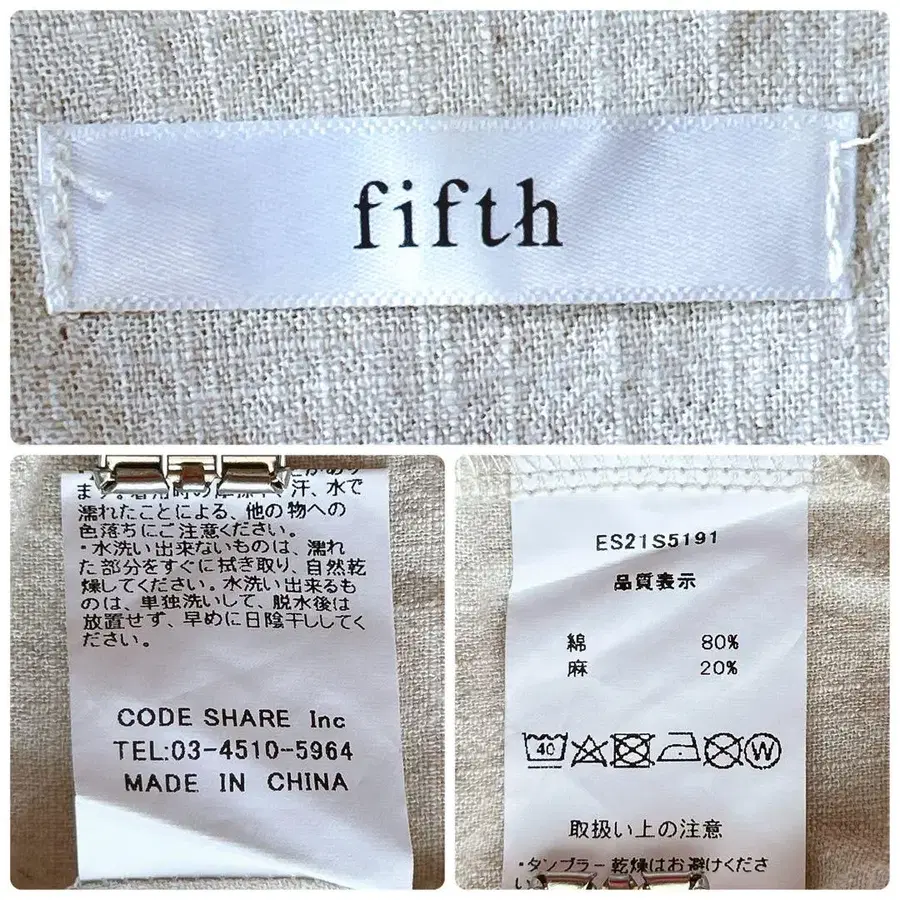 fifth
ます。着用時の摩擦や、汗、水で
濡れたことによる、他の物への
色落ちにご注意ください。
・水洗い出来ないものは、濡れ
た部分をすぐに拭き取り、自然乾
燥してください。水洗い出来るも
のは、単独洗いして、脱水後は
放置せず、早めに日陰干ししてく
ださい。
CODE SHARE Inc
TEL:03-4510-5964
MADE IN CHINA
ES21S5191
品質表示
綿 80%
麻 20%
40
W
取扱い上の注意
・タンブラー乾燥はお避けくださ
い